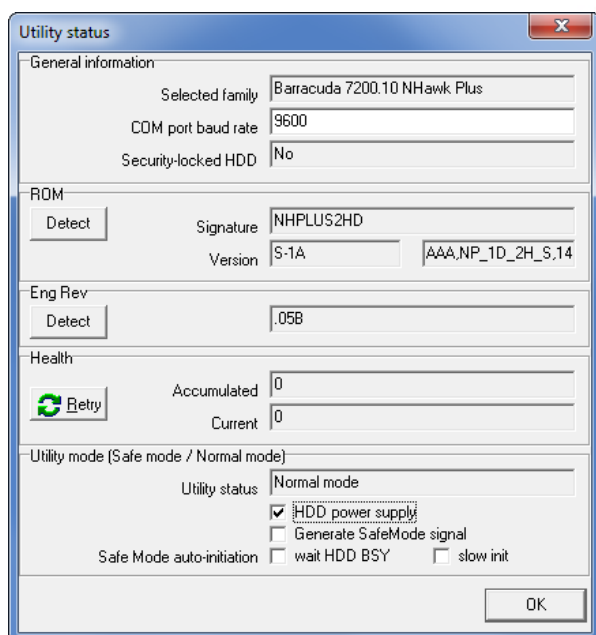 Utility status
General information
Selected family Barracuda 7200.10 NHawk Plus
COM port baud rate 9600
Security-locked HDD No
ROM
Detect Signature NHPLUS2HD
Version S-1A AAA,NP_1D_2H_S,14
Eng Rev
Detect .05B
Health
Retry Accumulated 0
Current 0
Utility mode (Safe mode / Normal mode)
Utility status Normal mode
HDD power supply
Generate SafeMode signal
Safe Mode auto-initiation wait HDD BSY slow init
OK